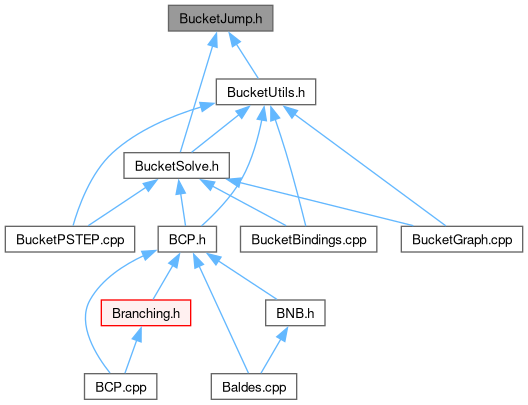 BucketJump.h
BucketUtils.h
BucketSolve.h
BucketPSTEP.cpp
BCP.h
BucketBindings.cpp
BucketGraph.cpp
Branching.h
BNB.h
BCP.cpp
Baldes.cpp